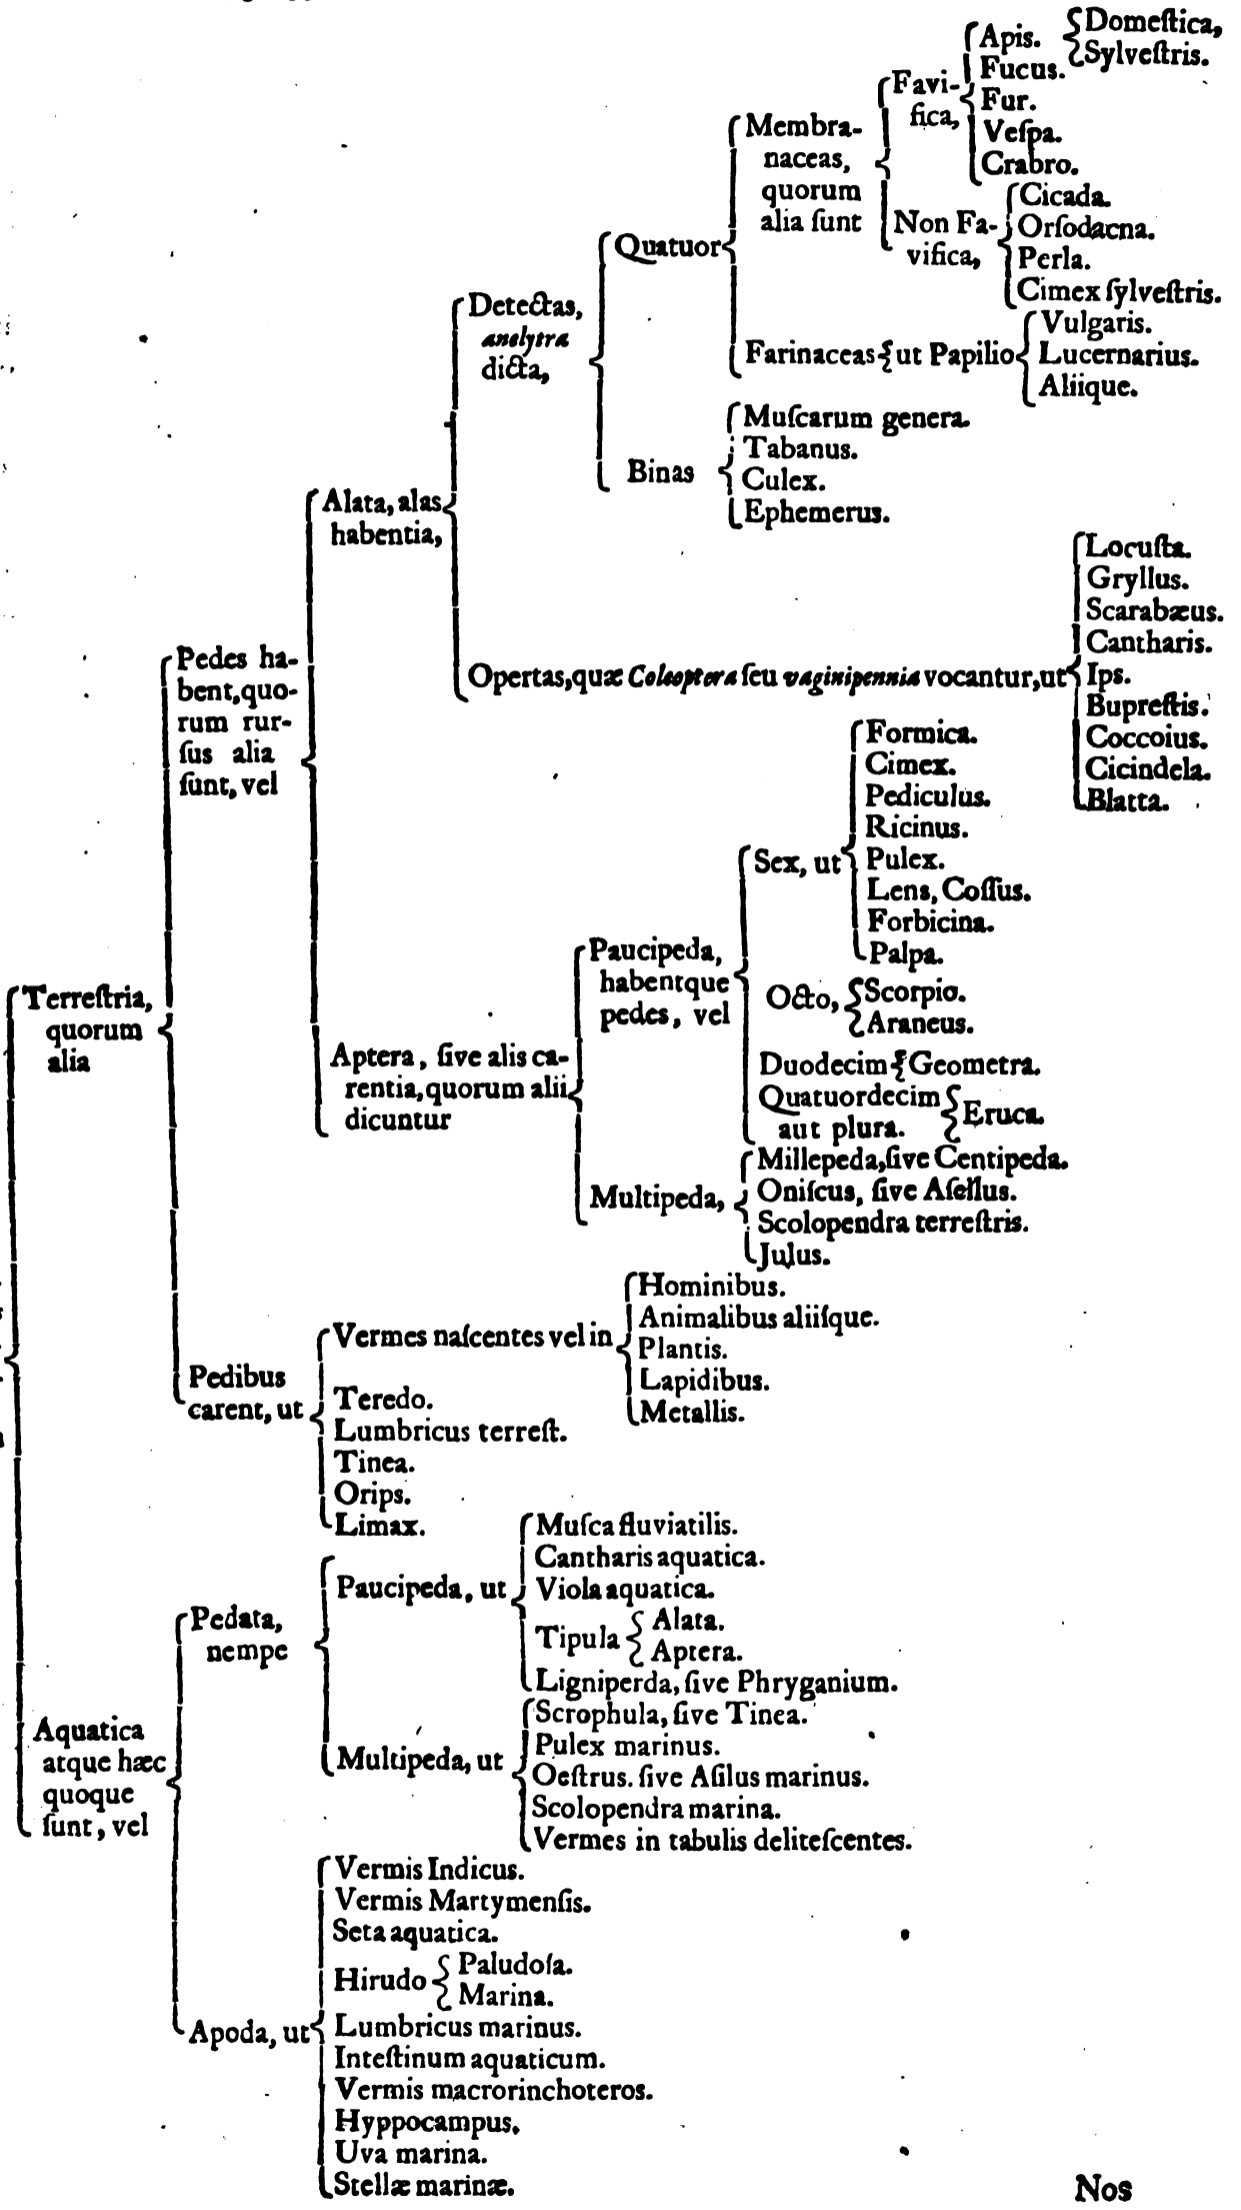 Apis.
Domeſtica,
Sylveſtris.
Fucus.
Favi-
fica,
Fur.
Veſpa.
Crabro.
Membra-
naceas,
quorum
alia ſunt
Non Fa-
vifica,
Cicada.
Orſodacna.
Perla.
Cimex ſylveſtris.
Quatuor
Farinaceas ut Papilio
Vulgaris.
Lucernarius.
Aliique.
Detectas,
anelytra
dicta,
Binas
Muſcarum genera.
Tabanus.
Culex.
Ephemerus.
Alata, alas
habentia,
Opertas, quæ Coleoptera ſeu vaginipennia vocantur, ut
Locuſta.
Gryllus.
Scarabæus.
Cantharis.
Ips.
Bupreſtis.
Coccoius.
Cicindela.
Blatta.
Pedes ha-
bent, quo-
rum rur-
ſus alia
ſunt, vel
Sex, ut
Formica.
Cimex.
Pediculus.
Ricinus.
Pulex.
Lens, Coſſus.
Forbicina.
Palpa.
Paucipeda,
habentque
pedes, vel
Octo,
Scorpio.
Araneus.
Duodecim Geometra.
Quatuordecim
aut plura.
Eruca.
Terreſtria,
quorum
alia
Aptera, ſive alis ca-
rentia, quorum alii
dicuntur
Multipeda,
Millepeda, ſive Centipeda.
Oniſcus, ſive Aſellus.
Scolopendra terreſtris.
Julus.
Pedibus
carent, ut
Vermes naſcentes vel in
Hominibus.
Animalibus aliiſque.
Plantis.
Lapidibus.
Metallis.
Teredo.
Lumbricus terreſt.
Tinea.
Orips.
Limax.
Aquatica
atque hæc
quoque
ſunt, vel
Pedata,
nempe
Paucipeda, ut
Muſca fluviatilis.
Cantharis aquatica.
Viola aquatica.
Tipula
Alata.
Aptera.
Ligniperda, ſive Phryganium.
Multipeda, ut
Scrophula, ſive Tinea.
Pulex marinus.
Oeſtrus. ſive Aſilus marinus.
Scolopendra marina.
Vermes in tabulis deliteſcentes.
Apoda, ut
Vermis Indicus.
Vermis Martymenſis.
Seta aquatica.
Hirudo
Paludoſa.
Marina.
Lumbricus marinus.
Inteſtinum aquaticum.
Vermis macrorinchoteros.
Hyppocampus.
Uva marina.
Stellæ marinæ.
Nos